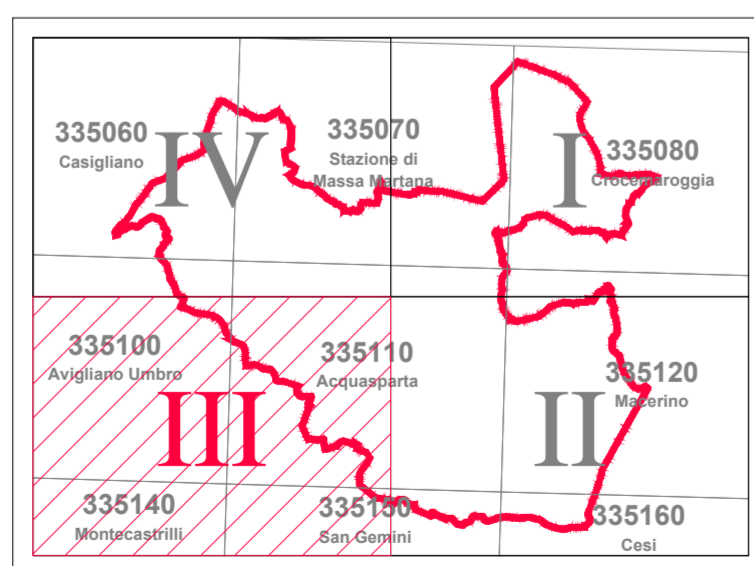 335060
Casigliano
IV
335070
Stazione di
Massa Martana
I
335080
Crocemaroggia
335100
Avigliano Umbro
III
335110
Acquasparta
II
335120
Macerino
335140
Montecastrilli
335150
San Gemini
335160
Cesi